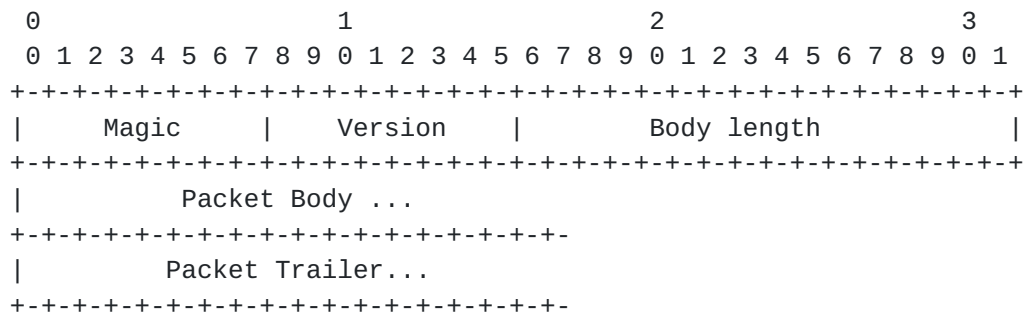 0                   1                   2                   3
 0 1 2 3 4 5 6 7 8 9 0 1 2 3 4 5 6 7 8 9 0 1 2 3 4 5 6 7 8 9 0 1
+-+-+-+-+-+-+-+-+-+-+-+-+-+-+-+-+-+-+-+-+-+-+-+-+-+-+-+-+-+-+-+-+
|     Magic     |    Version    |        Body length            |
+-+-+-+-+-+-+-+-+-+-+-+-+-+-+-+-+-+-+-+-+-+-+-+-+-+-+-+-+-+-+-+-+
|          Packet Body ...
+-+-+-+-+-+-+-+-+-+-+-+-+-+-+-+-+-+-
|         Packet Trailer...
+-+-+-+-+-+-+-+-+-+-+-+-+-+-+-+-+-+-